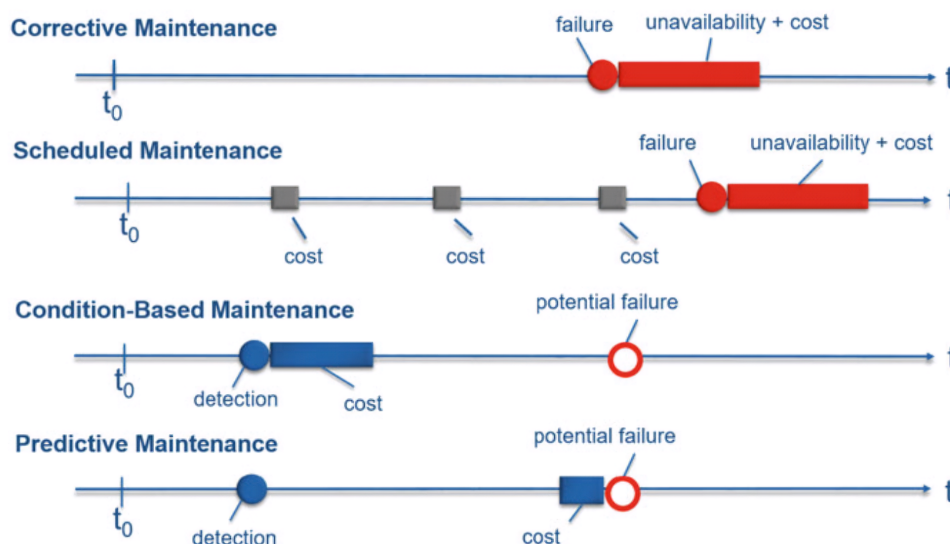 Corrective Maintenance
failure
unavailability + cost
t0
t
Scheduled Maintenance
failure
unavailability + cost
t0
cost
cost
cost
t
Condition-Based Maintenance
potential failure
t0
detection
cost
t
Predictive Maintenance
potential failure
t0
detection
cost
t